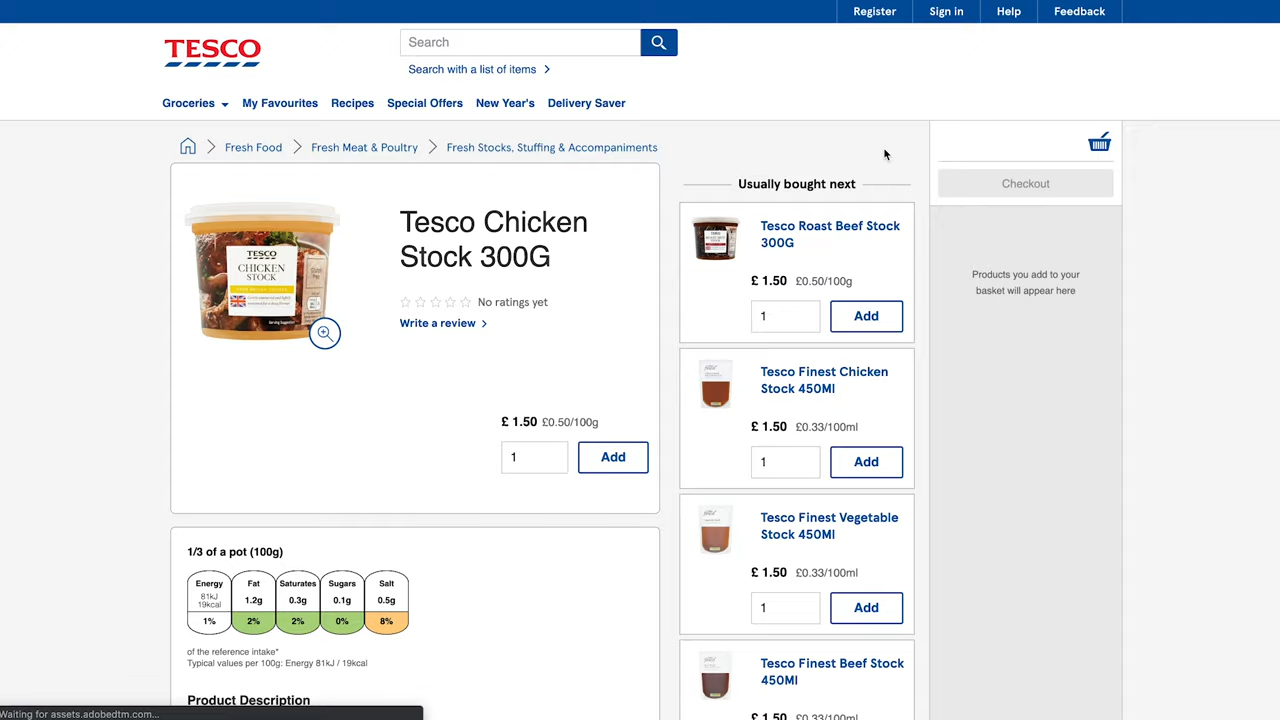 Register Sign in Help Feedback
TESCO
Search
Search with a list of items
Groceries My Favourites Recipes Special Offers New Year's Delivery Saver
Fresh Food Fresh Meat & Poultry Fresh Stocks, Stuffing & Accompaniments
Checkout
Products you add to your
basket will appear here
TESCO
CHICKEN
STOCK
Tesco Chicken
Stock 300G
No ratings yet
Write a review
£ 1.50 £0.50/100g
1 Add
1/3 of a pot (100g)
Energy Fat Saturates Sugars Salt
81kJ
19kcal 1.2g 0.3g 0.1g 0.5g
1% 2% 2% 0% 8%
of the reference intake*
Typical values per 100g: Energy 81kJ / 19kcal
Product Description
Usually bought next
Tesco Roast Beef Stock
300G
£ 1.50 £0.50/100g
1 Add
Tesco Finest Chicken
Stock 450Ml
£ 1.50 £0.33/100ml
1 Add
Tesco Finest Vegetable
Stock 450Ml
£ 1.50 £0.33/100ml
1 Add
Tesco Finest Beef Stock
450Ml
£ 1.50 £0.33/100ml
Waiting for assets.adobedtm.com...